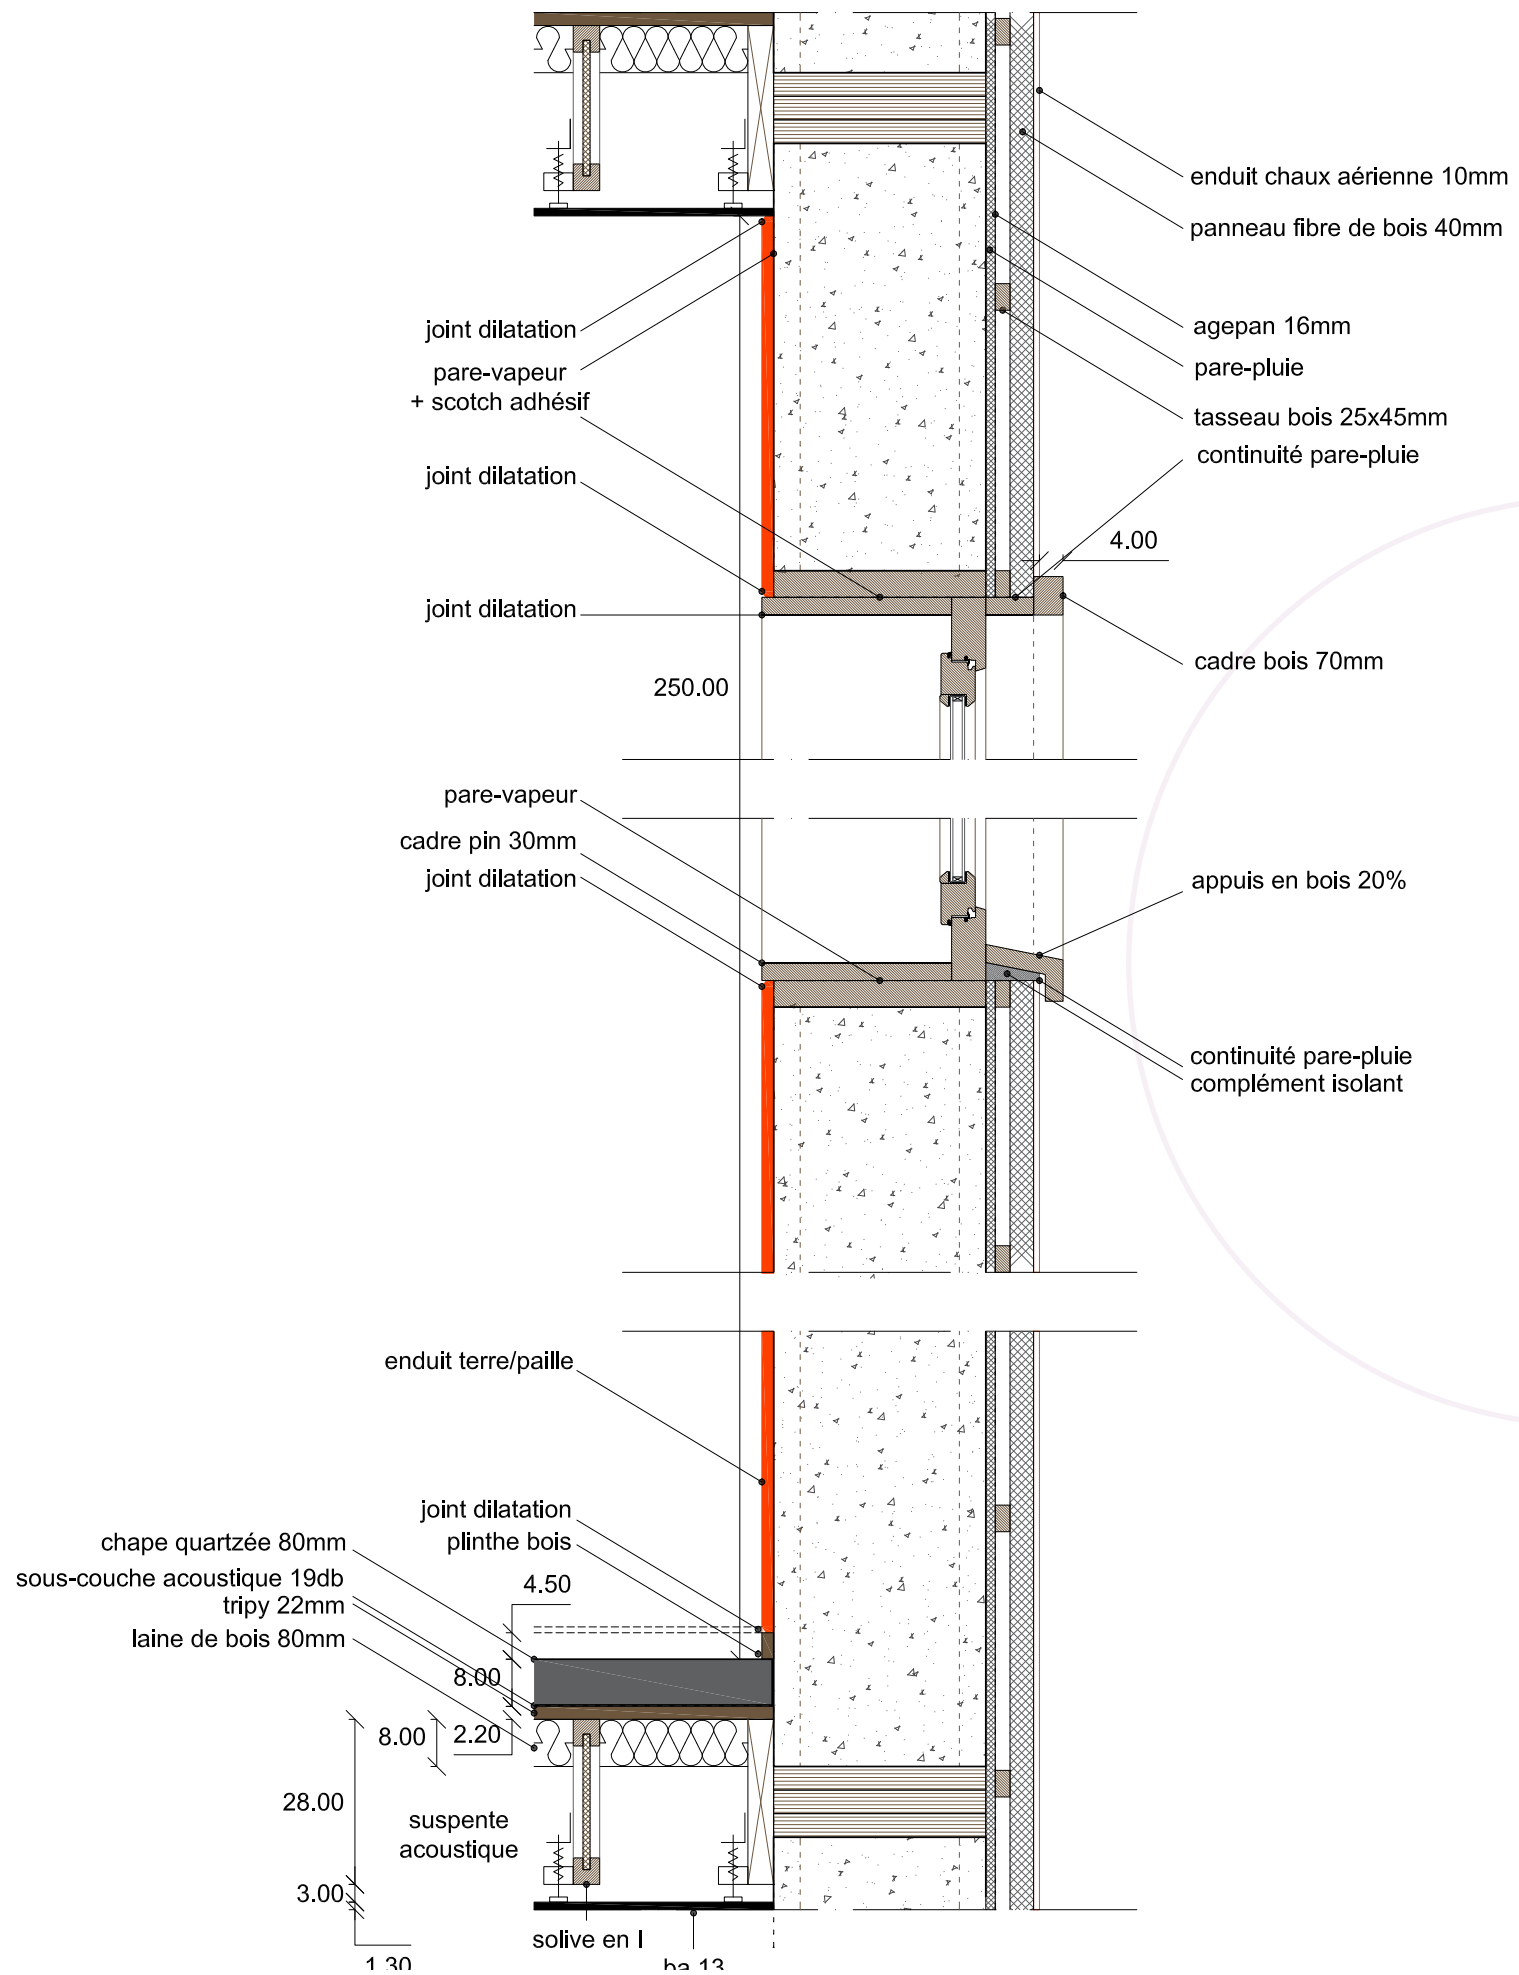 enduit chaux aérienne 10mm
panneau fibre de bois 40mm
joint dilatation
agepan 16mm
pare-vapeur
+ scotch adhésif
pare-pluie
tasseau bois 25x45mm
continuité pare-pluie
joint dilatation
4.00
joint dilatation
cadre bois 70mm
250.00
pare-vapeur
cadre pin 30mm
joint dilatation
appuis en bois 20%
continuité pare-pluie
complément isolant
enduit terre/paille
joint dilatation
plinthe bois
chape quartzée 80mm
sous-couche acoustique 19db
tripy 22mm
laine de bois 80mm
4.50
8.00
8.00
2.20
28.00
suspente
acoustique
3.00
solive en I
1.30
ba 13